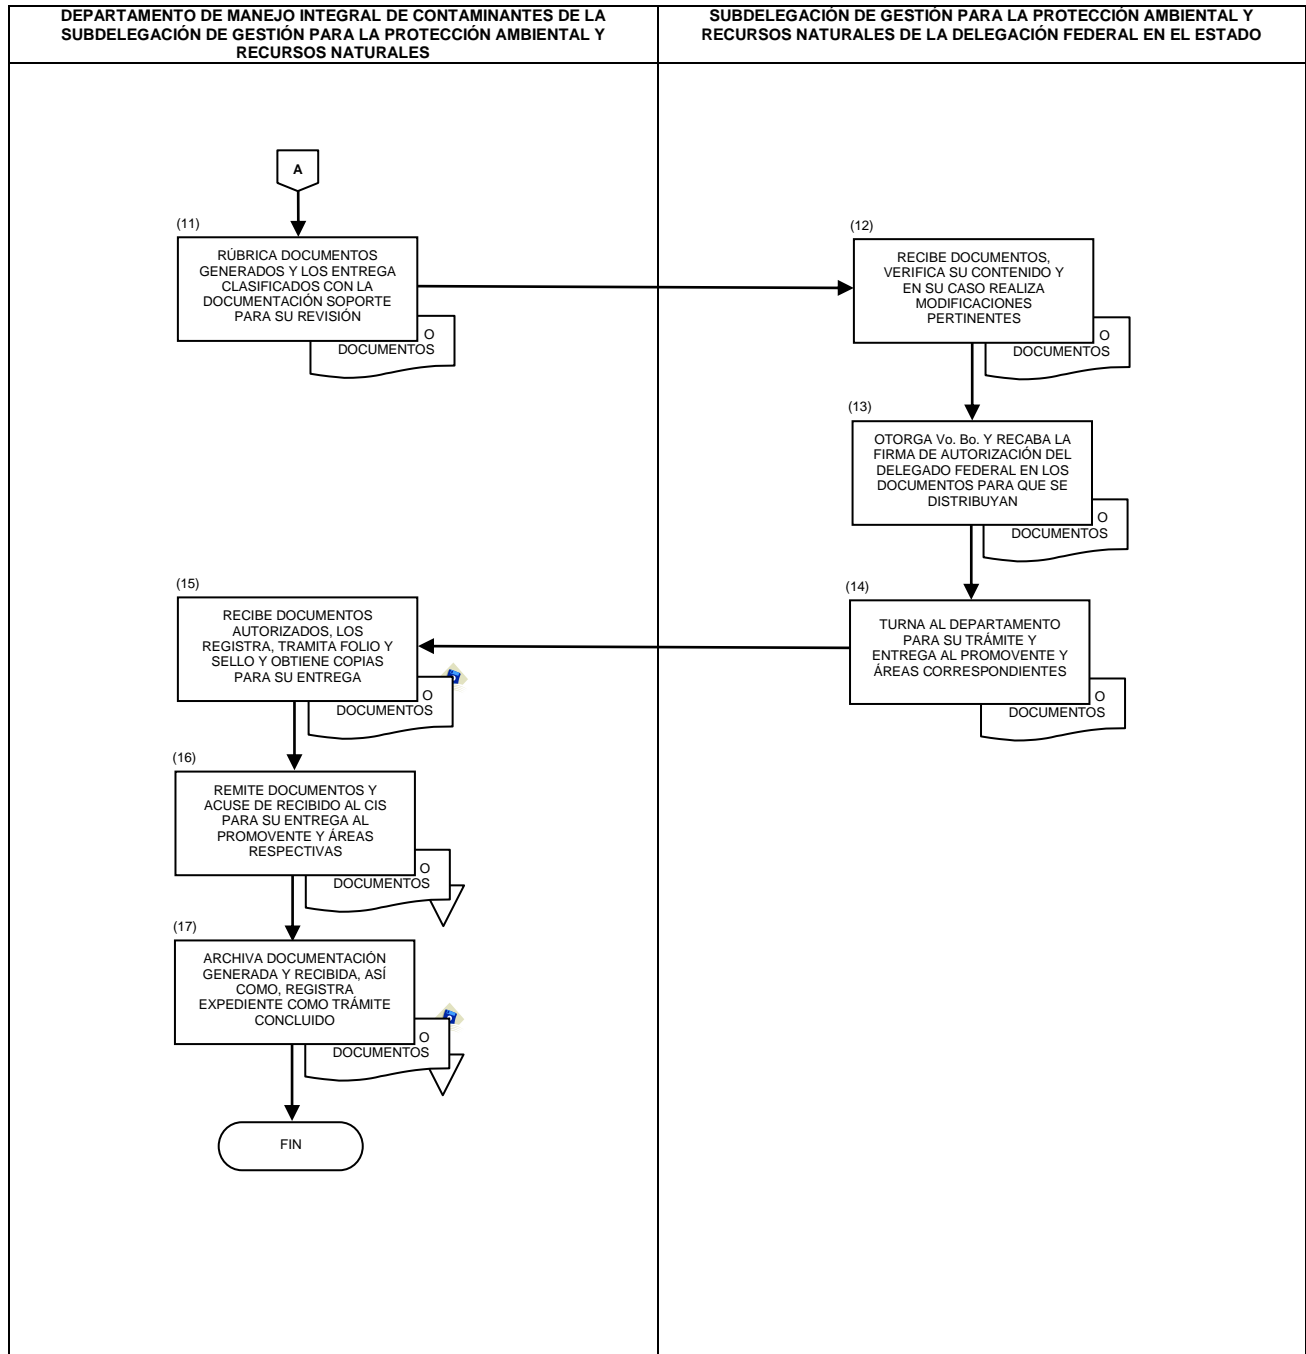 DEPARTAMENTO DE MANEJO INTEGRAL DE CONTAMINANTES DE LA
SUBDELEGACIÓN DE GESTIÓN PARA LA PROTECCIÓN AMBIENTAL Y
RECURSOS NATURALES
SUBDELEGACIÓN DE GESTIÓN PARA LA PROTECCIÓN AMBIENTAL Y
RECURSOS NATURALES DE LA DELEGACIÓN FEDERAL EN EL ESTADO
A
(11)
RÚBRICA DOCUMENTOS
GENERADOS Y LOS ENTREGA
CLASIFICADOS CON LA
DOCUMENTACIÓN SOPORTE
PARA SU REVISIÓN
O
DOCUMENTOS
(12)
RECIBE DOCUMENTOS,
VERIFICA SU CONTENIDO Y
EN SU CASO REALIZA
MODIFICACIONES
PERTINENTES
O
DOCUMENTOS
(13)
OTORGA Vo. Bo. Y RECABA LA
FIRMA DE AUTORIZACIÓN DEL
DELEGADO FEDERAL EN LOS
DOCUMENTOS PARA QUE SE
DISTRIBUYAN
O
DOCUMENTOS
(14)
TURNA AL DEPARTAMENTO
PARA SU TRÁMITE Y
ENTREGA AL PROMOVENTE Y
ÁREAS CORRESPONDIENTES
O
DOCUMENTOS
(15)
RECIBE DOCUMENTOS
AUTORIZADOS, LOS
REGISTRA, TRAMITA FOLIO Y
SELLO Y OBTIENE COPIAS
PARA SU ENTREGA
O
DOCUMENTOS
(16)
REMITE DOCUMENTOS Y
ACUSE DE RECIBIDO AL CIS
PARA SU ENTREGA AL
PROMOVENTE Y ÁREAS
RESPECTIVAS
O
DOCUMENTOS
(17)
ARCHIVA DOCUMENTACIÓN
GENERADA Y RECIBIDA, ASÍ
COMO, REGISTRA
EXPEDIENTE COMO TRÁMITE
CONCLUIDO
O
DOCUMENTOS
FIN